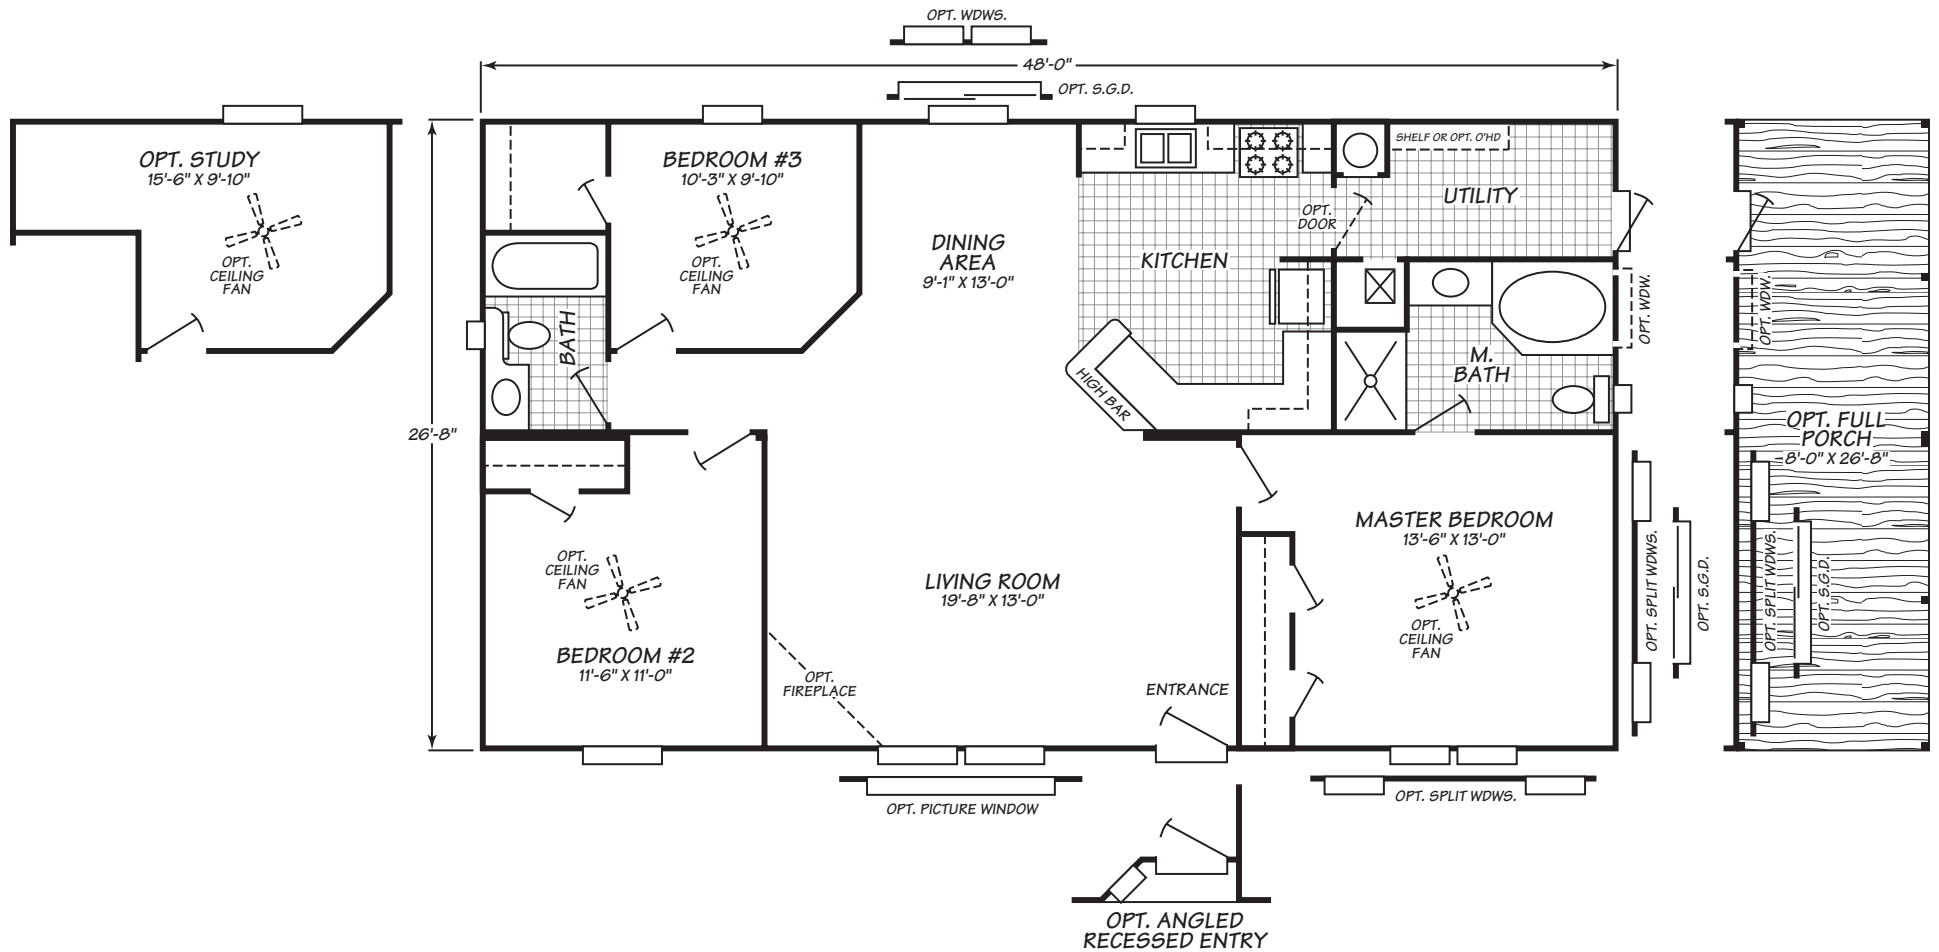 OPT. WDWS.
48'-0"
OPT. S.G.D.
OPT. STUDY
15'-6" X 9'-10"
OPT.
CEILING
FAN
BEDROOM #3
10'-3" X 9'-10"
OPT.
CEILING
FAN
DINING
AREA
9'-1" X 13'-0"
KITCHEN
OPT.
DOOR
SHELF OR OPT. O'HD
UTILITY
BATH
HIGH BAR
M.
BATH
OPT. WDW.
OPT. WDW.
26'-8"
OPT. FULL
PORCH
8'-0" X 26'-8"
OPT.
CEILING
FAN
BEDROOM #2
11'-6" X 11'-0"
LIVING ROOM
19'-8" X 13'-0"
OPT.
FIREPLACE
ENTRANCE
MASTER BEDROOM
13'-6" X 13'-0"
OPT.
CEILING
FAN
OPT. SPLIT WDWS.
OPT. S.G.D.
OPT. SPLIT WDWS.
OPT. S.G.D.
OPT. PICTURE WINDOW
OPT. SPLIT WDWS.
OPT. ANGLED
RECESSED ENTRY